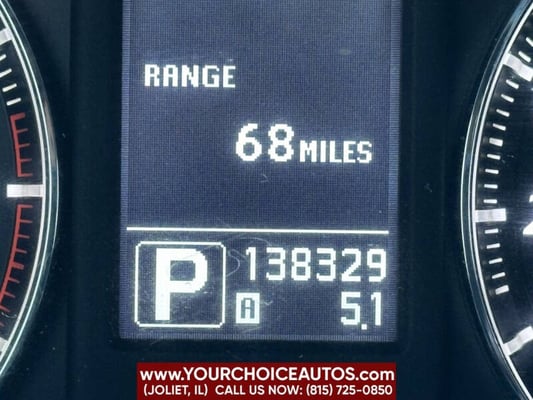 RANGE
68 MILES
P
138329
A 5.1
WWW.YOURCHOICEAUTOS.COM
(JOLIET, IL) CALL US NOW: (815) 725-0850